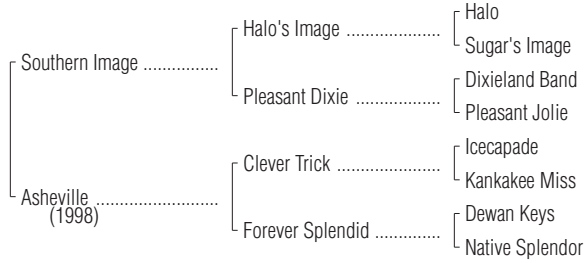 Halo
Halo's Image ....................
Sugar's Image
Southern Image ................
Dixieland Band
Pleasant Dixie ..................
Pleasant Jolie
Icecapade
Clever Trick ......................
Kankakee Miss
Asheville ..........................
(1998)
Dewan Keys
Forever Splendid ..............
Native Splendor